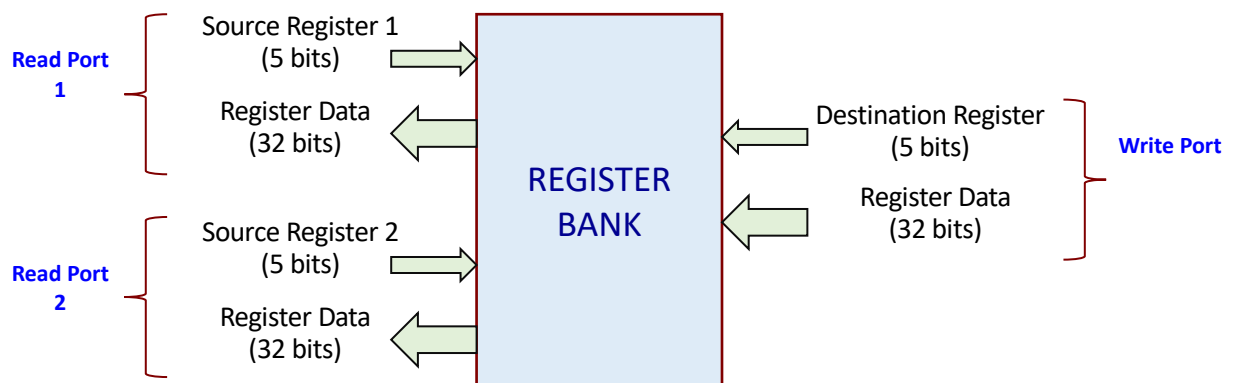 Read Port
1
Source Register 1
(5 bits)
Register Data
(32 bits)
Read Port
2
Source Register 2
(5 bits)
Register Data
(32 bits)
REGISTER
BANK
Destination Register
(5 bits)
Register Data
(32 bits)
Write Port